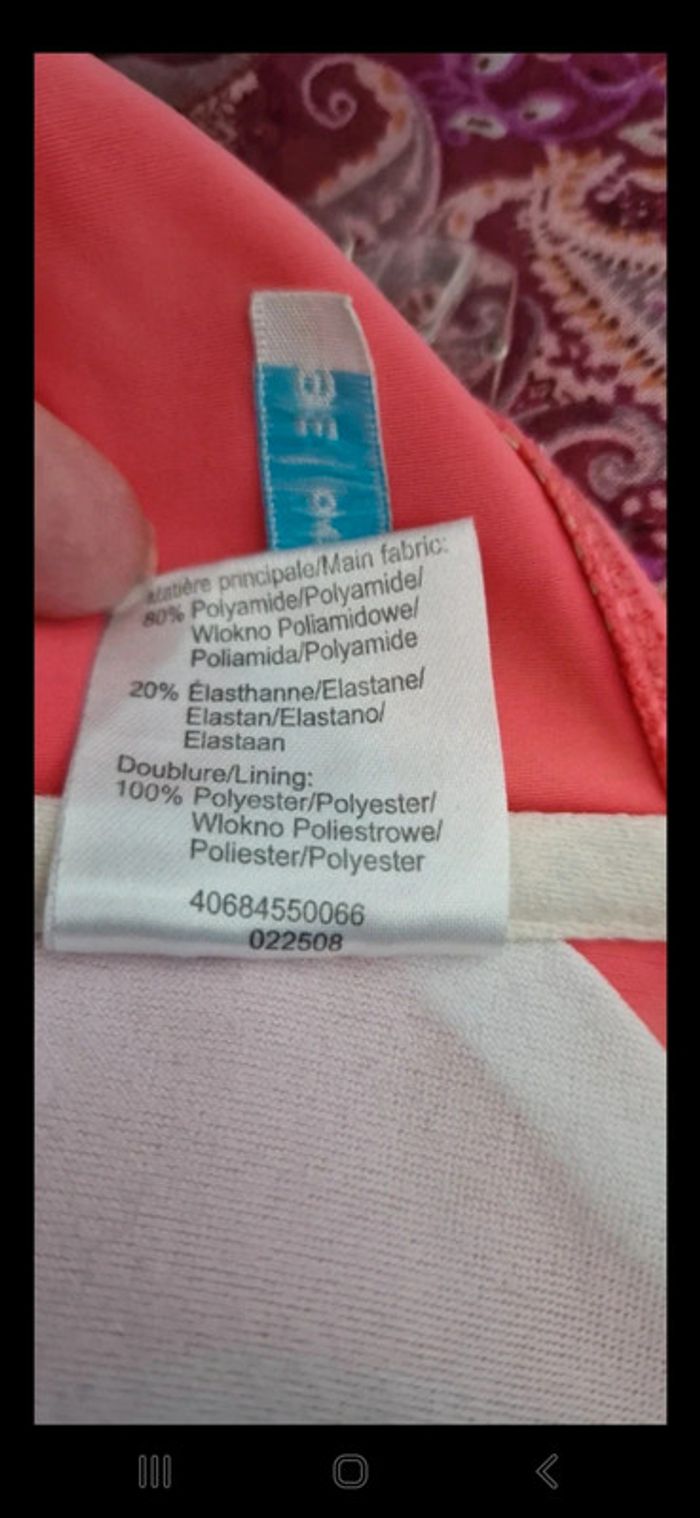 Matière principale/Main fabric:
80% Polyamide/Polyamide/
Wlokno Poliamidowe/
Poliamida/Polyamide
20% Élasthanne/Elastane/
Elastan/Elastano/
Elastaan
Doublure/Lining:
100% Polyester/Polyester/
Wlokno Poliestrowe/
Poliester/Polyester
40684550066
022508